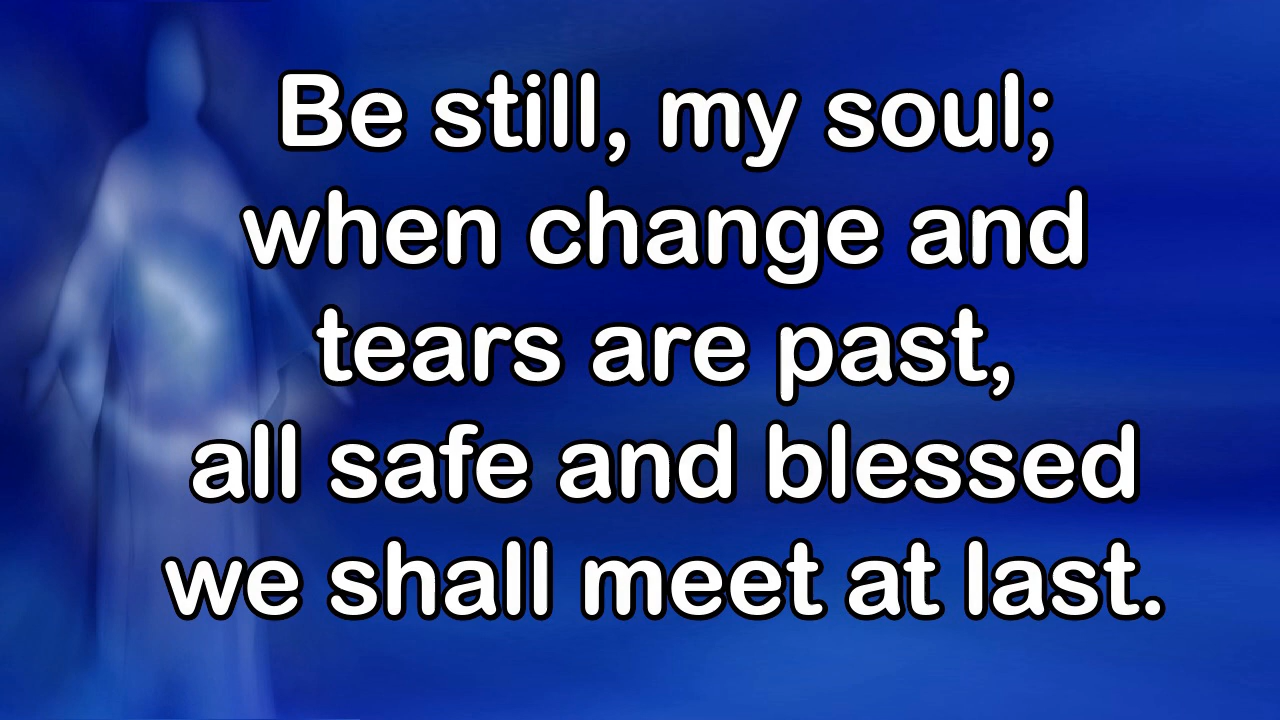 Be still, my soul;
when change and
tears are past,
all safe and blessed
we shall meet at last.